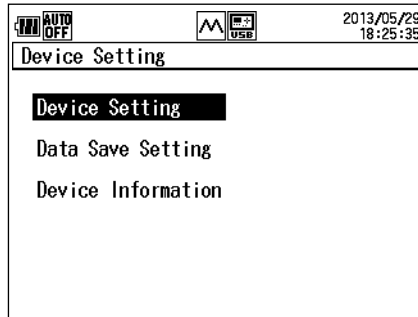 AUTO
OFF
USB
2013/05/29
18:25:35
Device Setting
Device Setting
Data Save Setting
Device Information